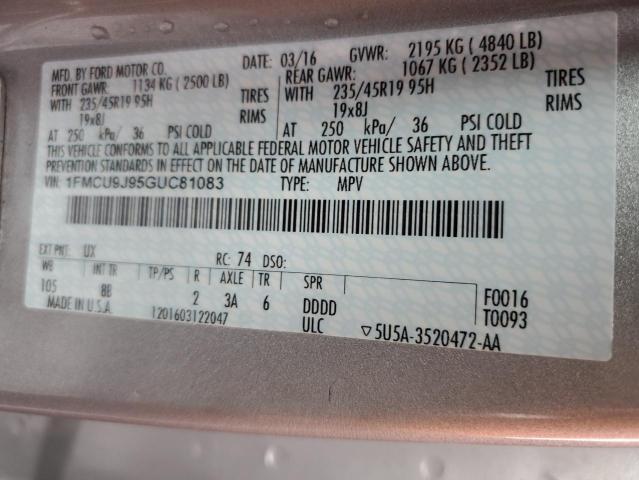 MFD. BY FORD MOTOR CO. DATE: 03/16 GVWR: 2195 KG ( 4840 LB)
FRONT GAWR: 1134 KG ( 2500 LB) REAR GAWR: 1067 KG ( 2352 LB)
WITH 235/45R19 95H TIRES WITH 235/45R19 95H TIRES
19x8J RIMS 19x8J RIMS
AT 250 kPa/ 36 PSI COLD AT 250 kPa/ 36 PSI COLD
THIS VEHICLE CONFORMS TO ALL APPLICABLE FEDERAL MOTOR VEHICLE SAFETY AND THEFT
PREVENTION STANDARDS IN EFFECT ON THE DATE OF MANUFACTURE SHOWN ABOVE.
VIN: 1FMCU9J95GUC81083 TYPE: MPV
EXT PNT: UX RC: 74 DSO:
WB INT TR TP/PS R AXLE TR SPR
105 8B 2 3A 6 DDDD F0016
MADE IN U.S.A. 1201603122047 ULC T0093
▽5U5A-3520472-AA